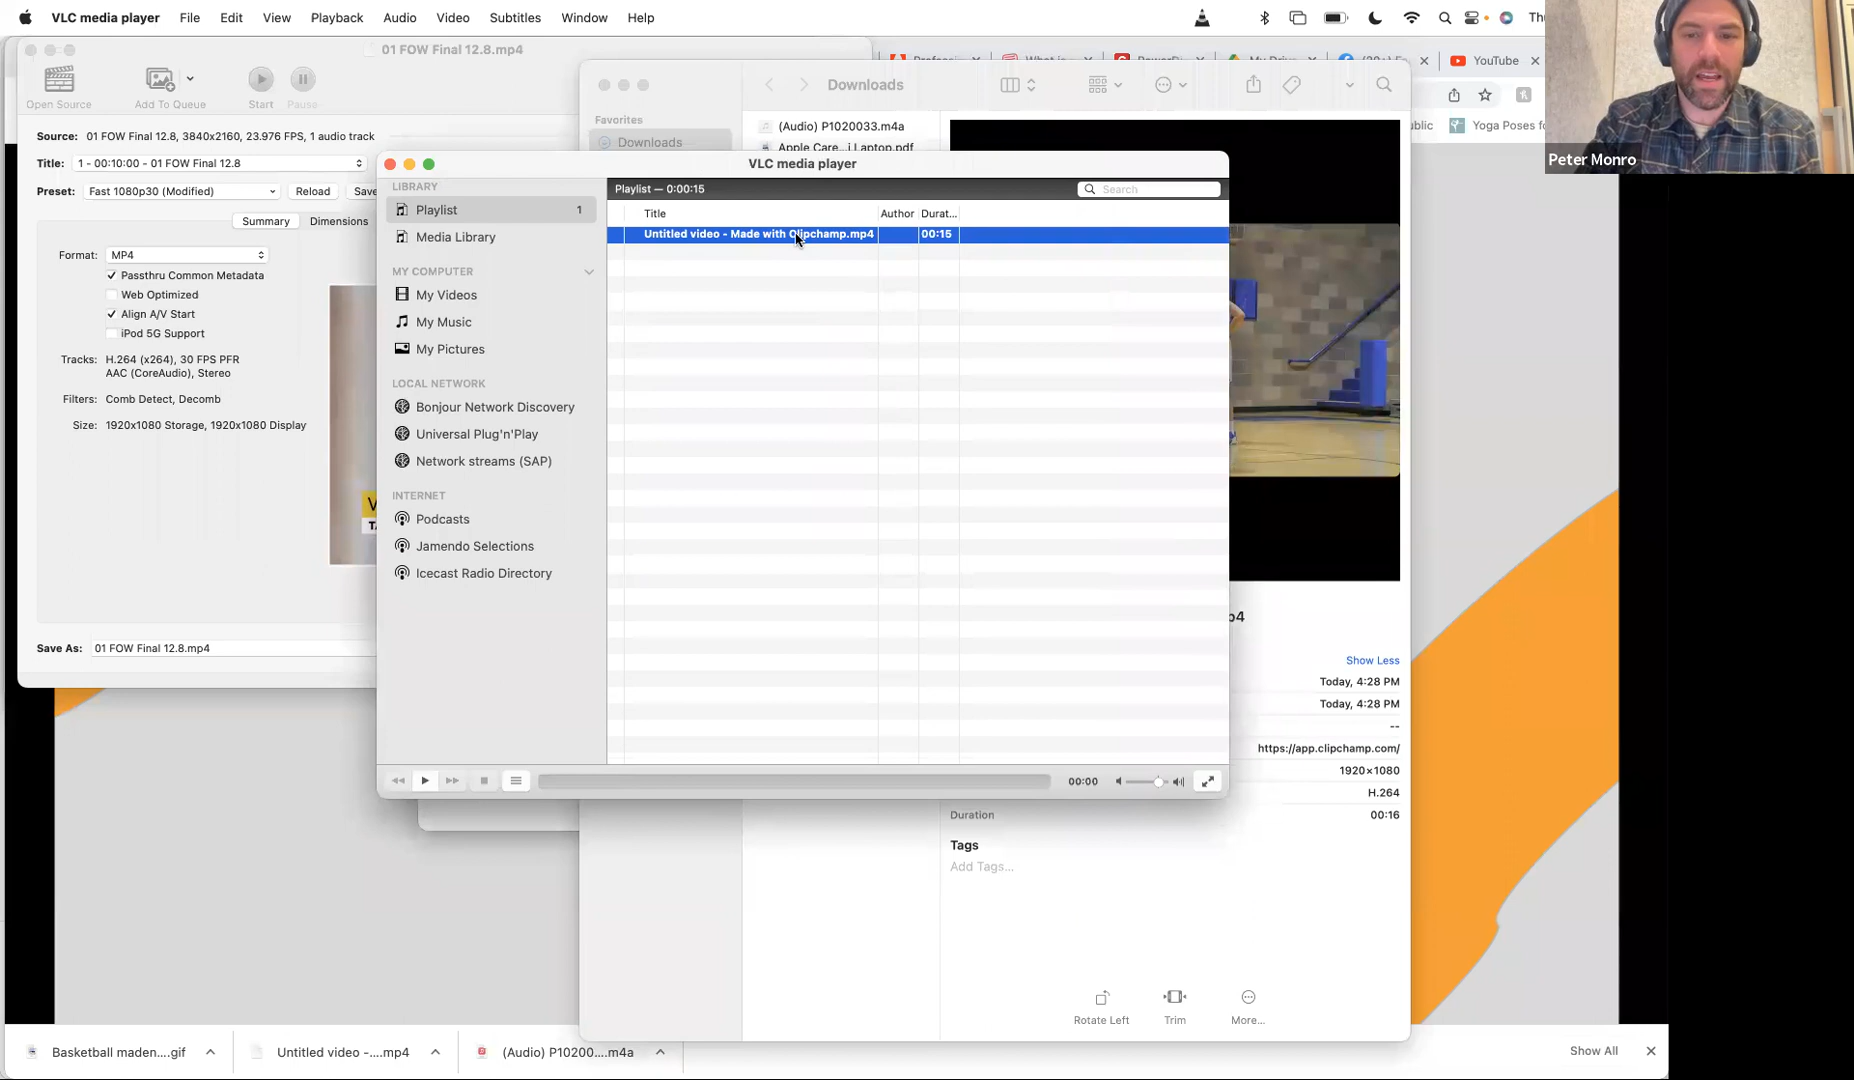 VLC media player File Edit View Playback Audio Video Subtitles Window Help
01 FOW Final 12.8.mp4
Open Source
Add To Queue
Start
Pause
Source: 01 FOW Final 12.8, 3840x2160, 23.976 FPS, 1 audio track
Title: 1 - 00:10:00 - 01 FOW Final 12.8
Preset: Fast 1080p30 (Modified) Reload
Summary Dimensions
Format: MP4
Passthru Common Metadata
Web Optimized
Align A/V Start
iPod 5G Support
Tracks: H.264 (x264), 30 FPS PFR
AAC (CoreAudio), Stereo
Filters: Comb Detect, Decomb
Size: 1920x1080 Storage, 1920x1080 Display
Save As: 01 FOW Final 12.8.mp4
YouTube
Yoga Poses for
Peter Monro
Downloads
Favorites
Downloads
(Audio) P1020033.m4a
VLC media player
LIBRARY
Playlist 1
Media Library
MY COMPUTER
My Videos
My Music
My Pictures
LOCAL NETWORK
Bonjour Network Discovery
Universal Plug'n'Play
Network streams (SAP)
INTERNET
Podcasts
Jamendo Selections
Icecast Radio Directory
Playlist — 0:00:15
Search
Title Author Durat...
Untitled video - Made with Clipchamp.mp4 00:15
00:00
Show Less
Today, 4:28 PM
Today, 4:28 PM
--
https://app.clipchamp.com/
1920×1080
H.264
Duration 00:16
Tags
Add Tags...
Rotate Left
Trim
More...
Basketball maden....gif
Untitled video -....mp4
(Audio) P10200....m4a
Show All